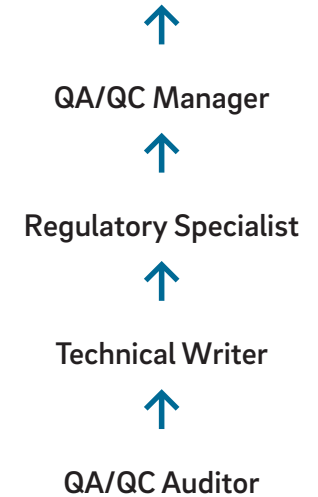 QA/QC Manager
Regulatory Specialist
Technical Writer
QA/QC Auditor